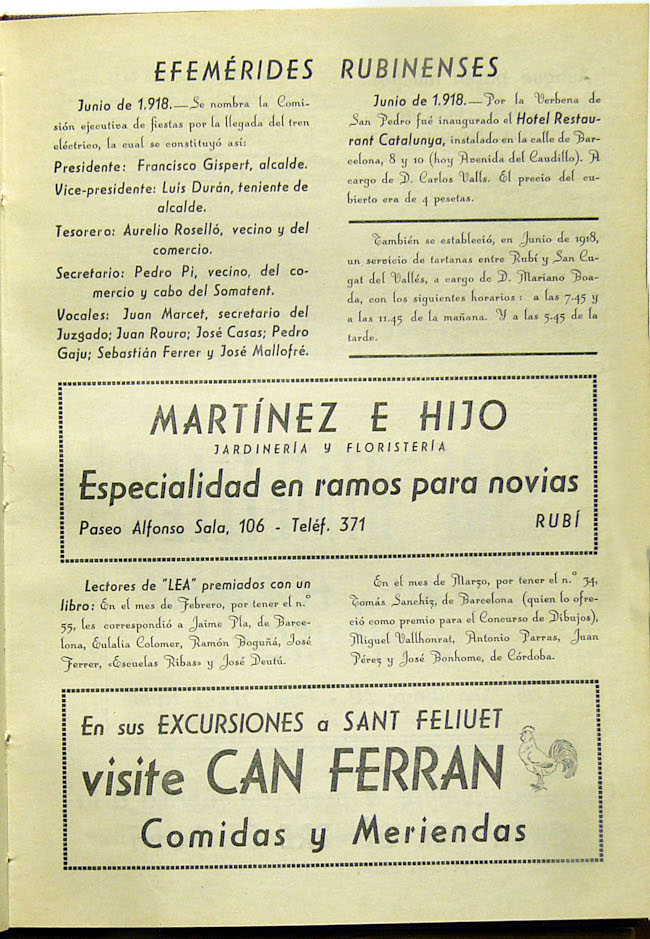 EFEMÉRIDES RUBINENSES
Junio de 1.918.—Se nombra la Comi-
sión ejecutiva de fiestas por la llegada del tren
eléctrico, la cual se constituyó así:
Presidente: Francisco Gispert, alcalde.
Vice-presidente: Luis Durán, teniente de
alcalde.
Tesorero: Aurelio Roselló, vecino y del
comercio.
Secretario: Pedro Pi, vecino, del co-
mercio y cabo del Somatent.
Vocales: Juan Marcet, secretario del
Juzgado; Juan Roura; José Casas; Pedro
Gaju; Sebastián Ferrer y José Mallofré.
Junio de 1.918.—Por la Verbena de
San Pedro fué inaugurado el Hotel Restau-
rant Catalunya, instalado en la calle de Bar-
celona, 8 y 10 (hoy Avenida del Caudillo). A
cargo de D. Carlos Valls. El precio del cu-
bierto era de 4 pesetas.
También se estableció, en Junio de 1918,
un servicio de tartanas entre Rubí y San Cu-
gat del Vallés, a cargo de D. Mariano Boa-
da, con los siguientes horarios: a las 7.45 y
a las 11.45 de la mañana. Y a las 5.45 de la
tarde.
MARTÍNEZ E HIJO
JARDINERÍA Y FLORISTERÍA
Especialidad en ramos para novias
Paseo Alfonso Sala, 106 - Teléf. 371 RUBÍ
Lectores de "LEA" premiados con un
libro: En el mes de Febrero, por tener el n.°
55, les correspondió a Jaime Pla, de Barce-
lona, Eulalia Colomer, Ramón Boguñá, José
Ferrer, «Escuelas Ribas» y José Deutú.
En el mes de Marzo, por tener el n.° 34,
Tomás Sanchiz, de Barcelona (quien lo ofre-
ció como premio para el Concurso de Dibujos),
Miguel Vallhonrat, Antonio Parras, Juan
Pérez y José Bonhome, de Córdoba.
En sus EXCURSIONES a SANT FELIUET
visite CAN FERRAN
Comidas y Meriendas